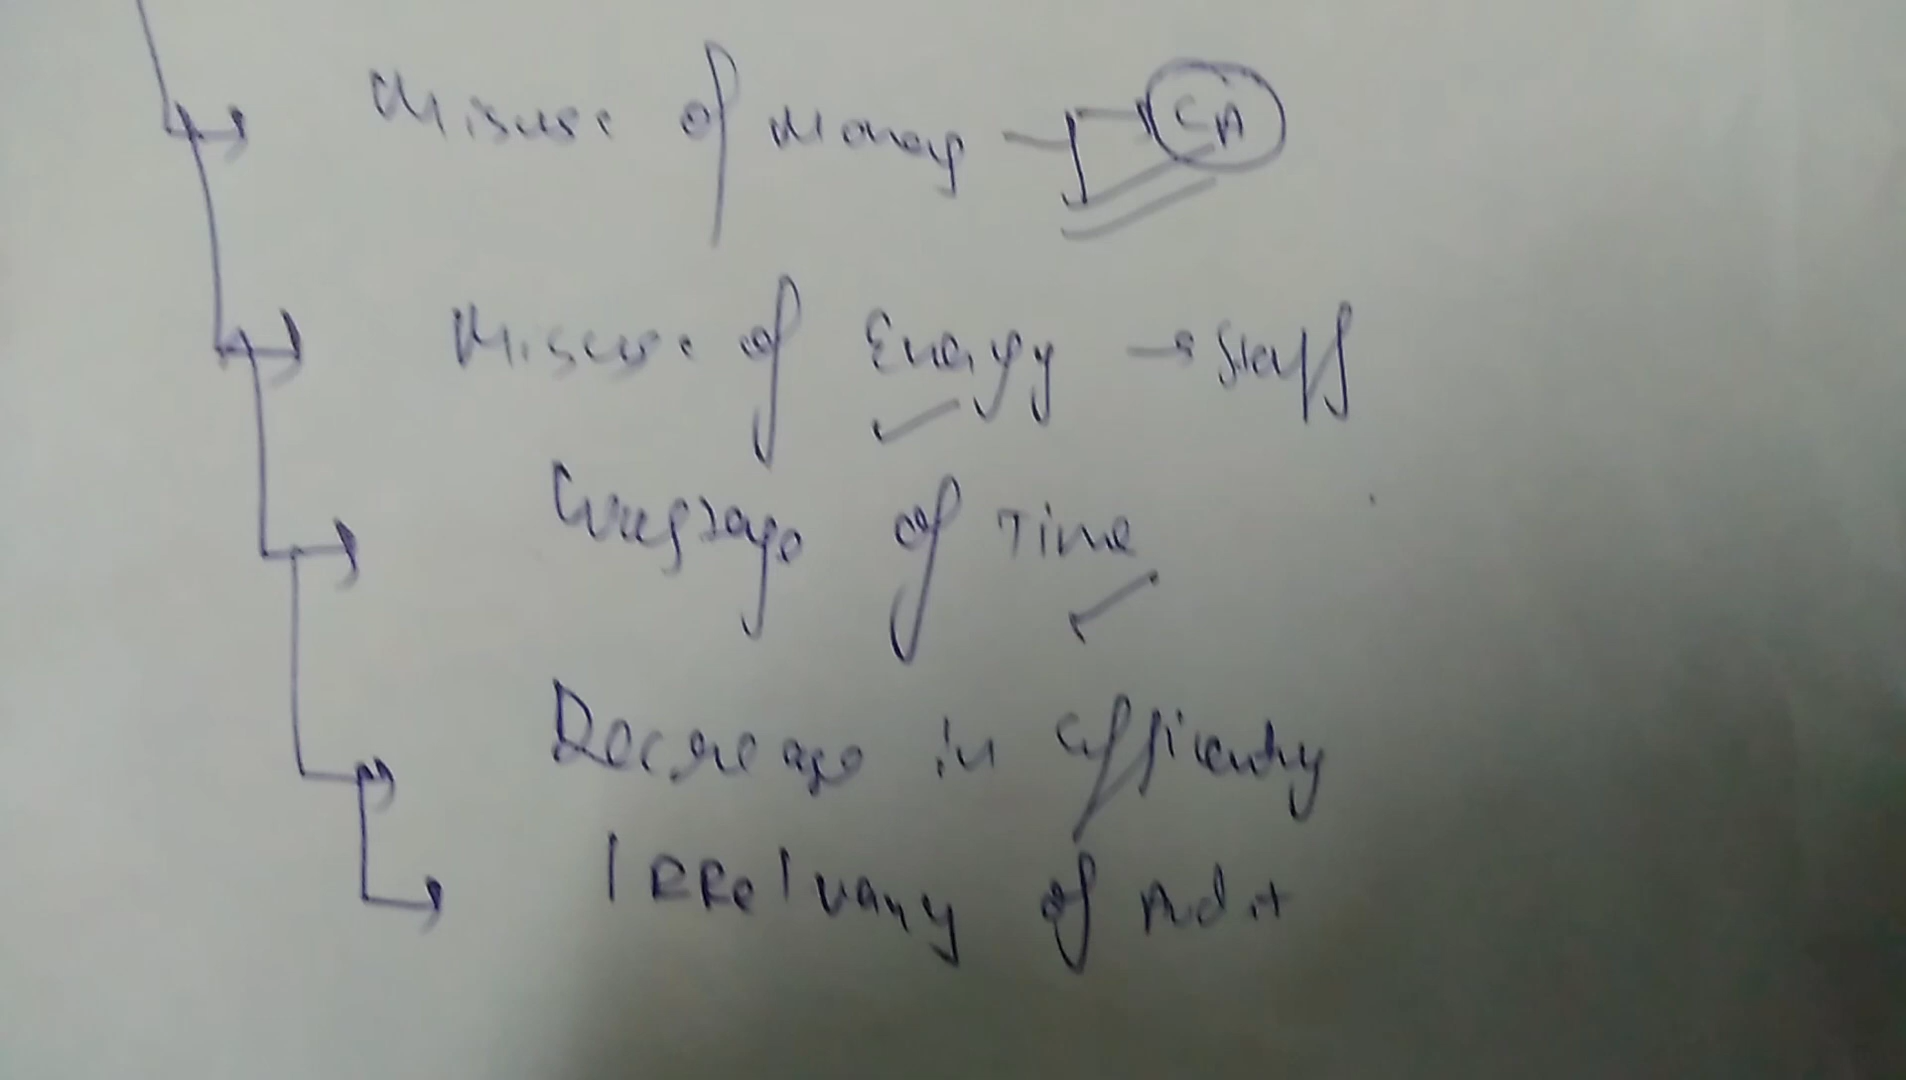 Misuse of Money CA
Misuse of Energy → Staff
Wastage of Time
Decrease in efficiency
IRRelvancy of Audit